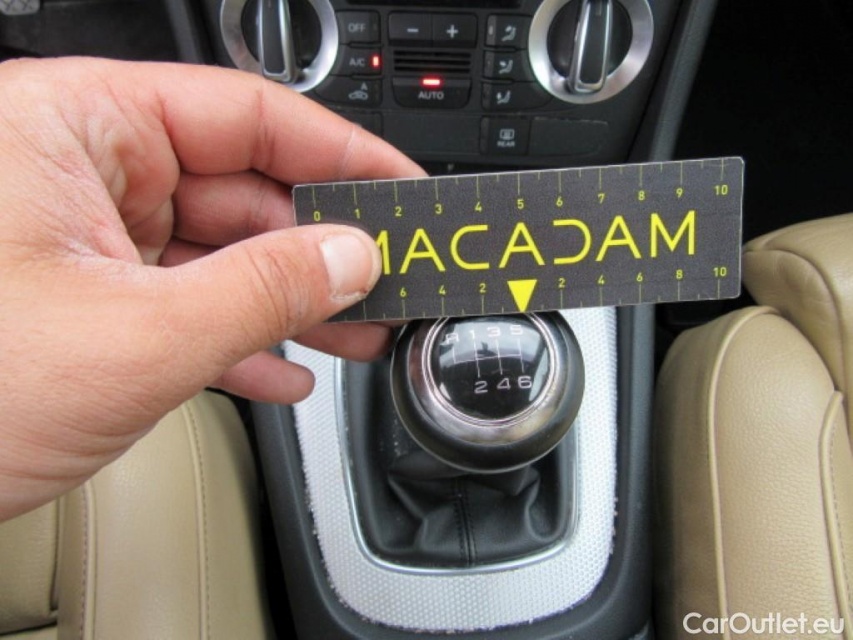 OFF
A/C
AUTO
REAR
0 1 2 3 4 5 6 7 8 9 10
MACADAM
6 4 2 2 4 6 8 10
R 1 3 5
2 4 6
CarOutlet.eu